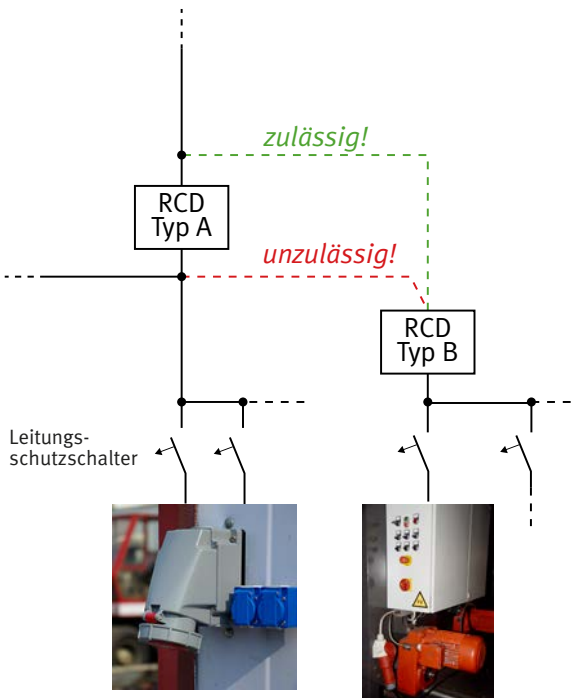 zulässig!
RCD
Typ A
unzulässig!
RCD
Typ B
Leitungs-
schutzschalter